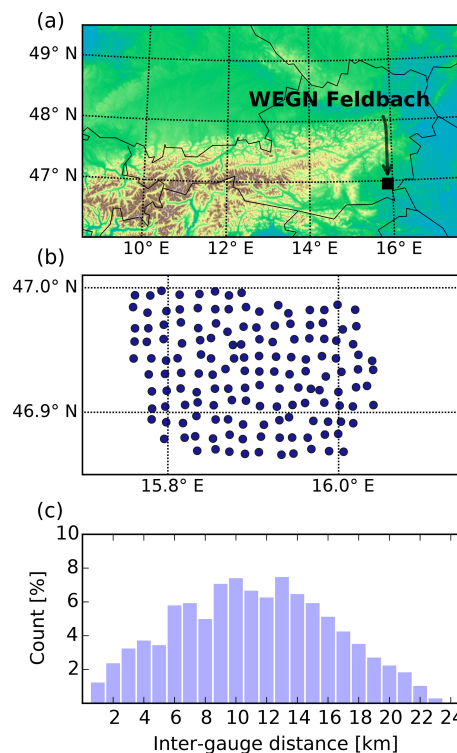 (a)
49° N
48° N
WEGN Feldbach
47° N
10° E 12° E 14° E 16° E
(b)
47.0° N
46.9° N
15.8° E 16.0° E
(c)
10
8
6
4
2
Count [%]
2 4 6 8 10 12 14 16 18 20 22 24
Inter-gauge distance [km]